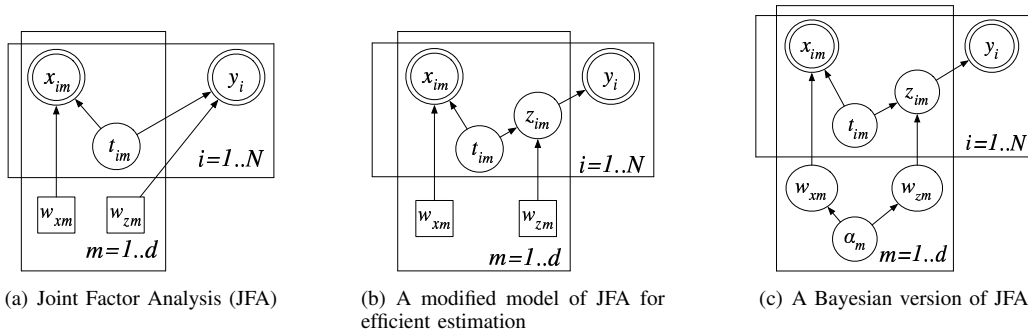 x_im
y_i
t_im
i=1..N
w_xm
w_zm
m=1..d
(a) Joint Factor Analysis (JFA)
x_im
y_i
z_im
t_im
i=1..N
w_xm
w_zm
m=1..d
(b) A modified model of JFA for
efficient estimation
x_im
y_i
z_im
t_im
i=1..N
w_xm
w_zm
α_m
m=1..d
(c) A Bayesian version of JFA